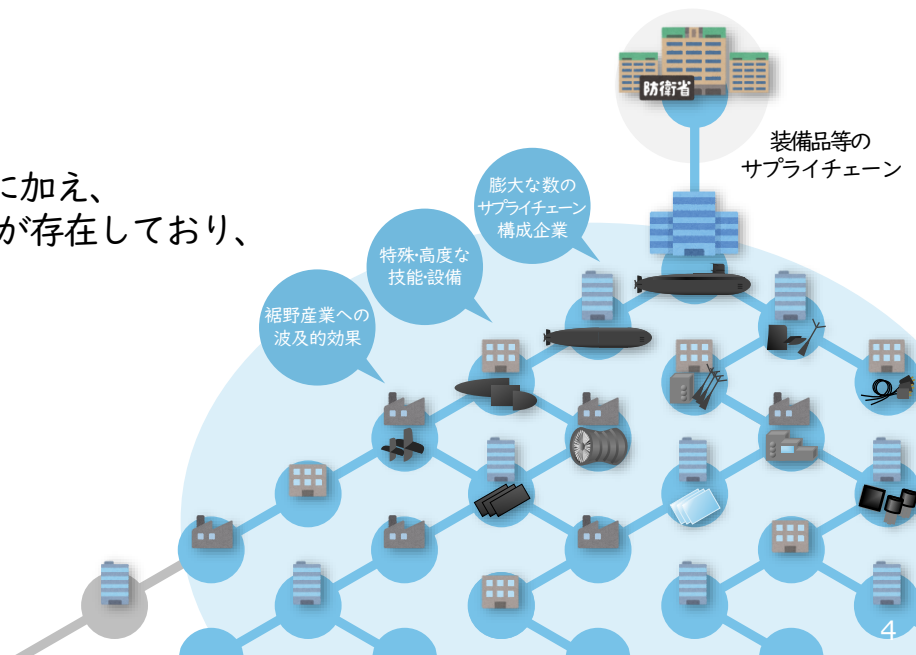 防衛省
装備品等の
サプライチェーン
に加え、
が存在しており、
膨大な数の
サプライチェーン
構成企業
特殊・高度な
技能・設備
裾野産業への
波及的効果
4